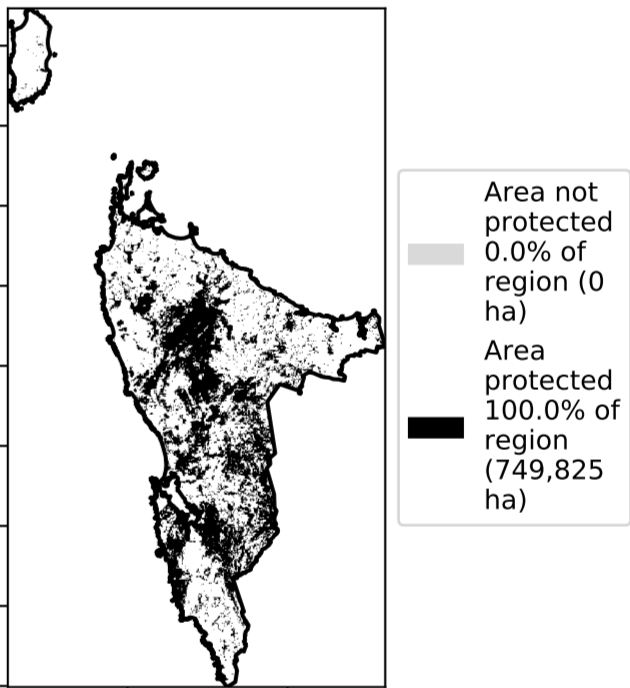 Area not
protected
0.0% of
region (0
ha)
Area
protected
100.0% of
region
(749,825
ha)